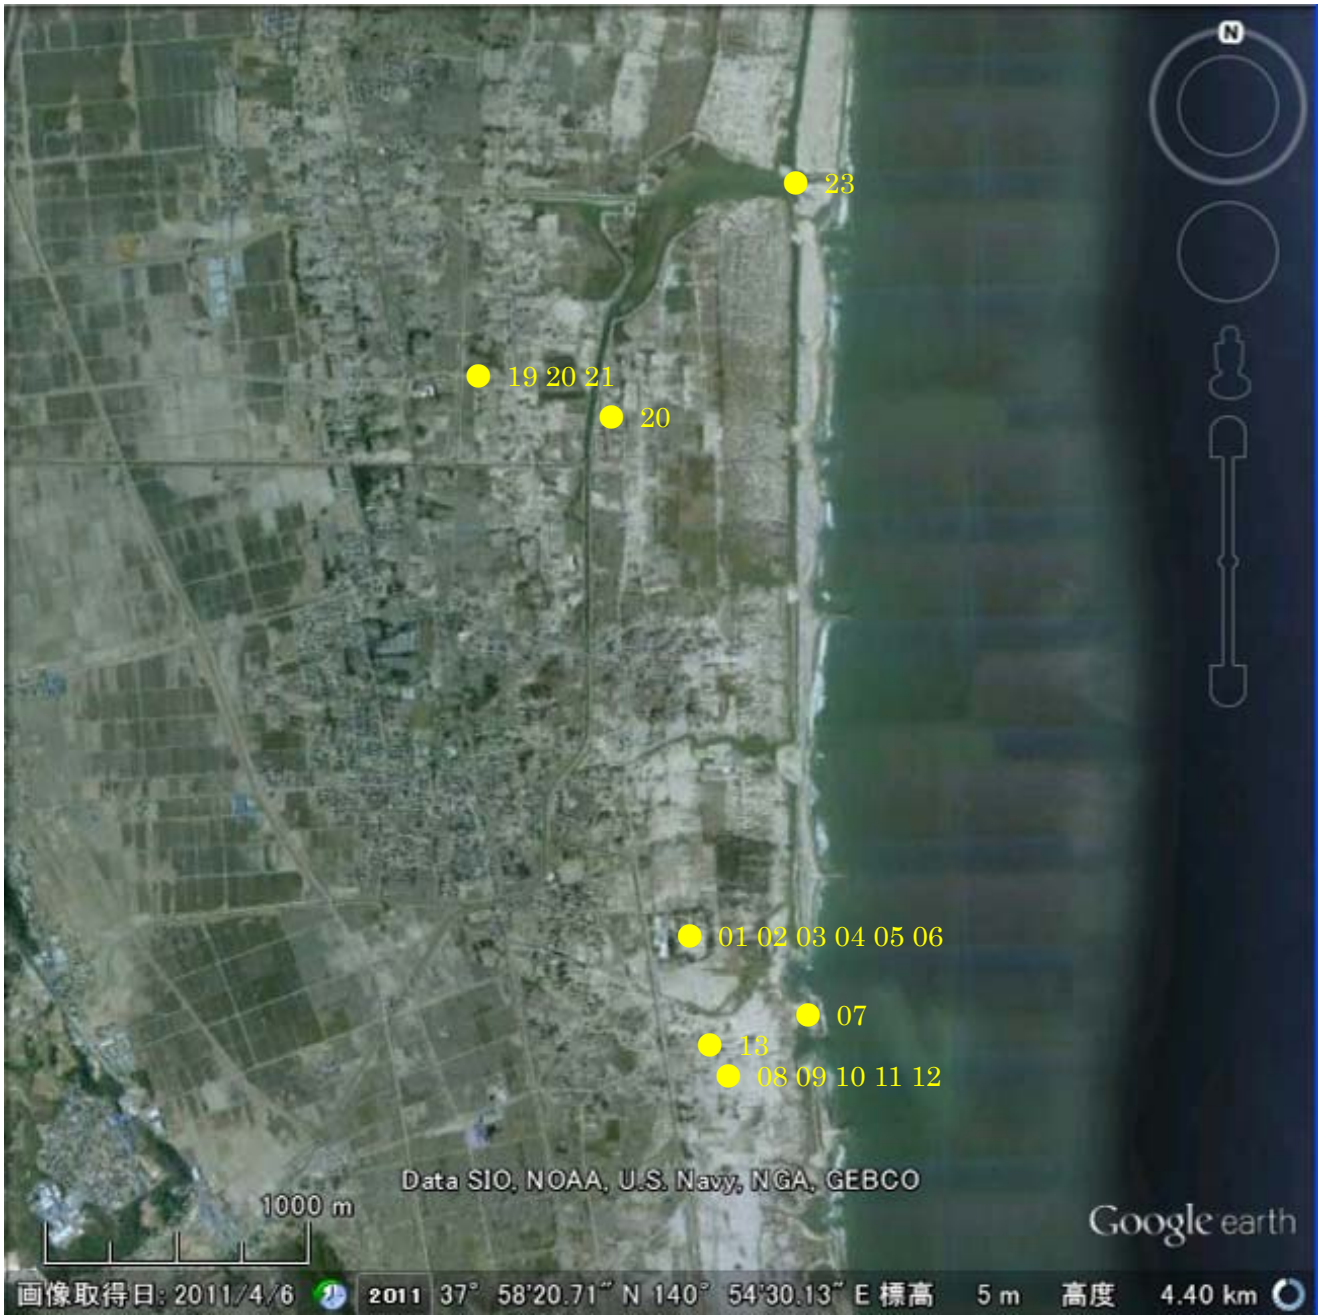 N
23
19 20 21
20
01 02 03 04 05 06
07
13
08 09 10 11 12
Data SIO, NOAA, U.S. Navy, NGA, GEBCO
1000 m
Google earth
画像取得日: 2011/4/6 2011 37° 58'20.71" N 140° 54'30.13" E 標高 5 m 高度 4.40 km